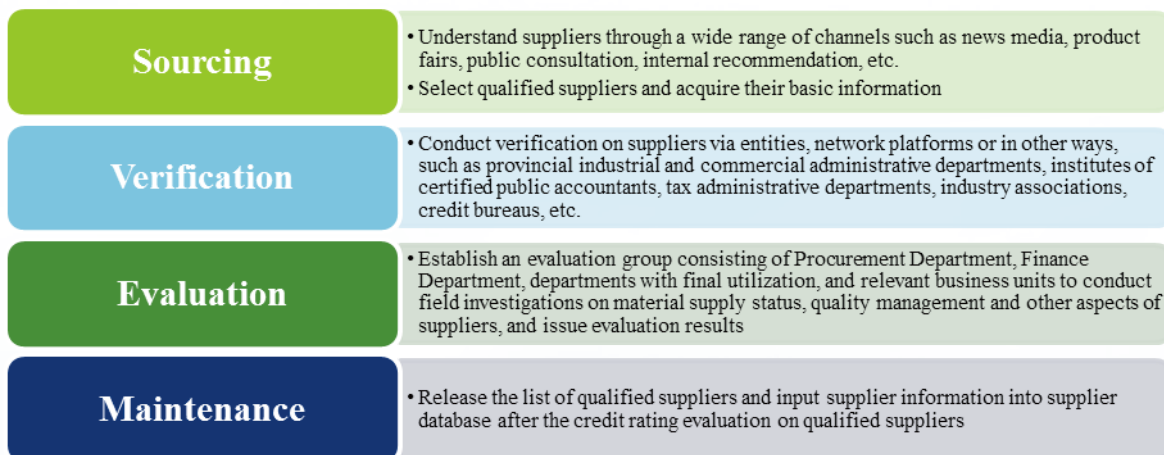 Sourcing
• Understand suppliers through a wide range of channels such as news media, product
fairs, public consultation, internal recommendation, etc.
• Select qualified suppliers and acquire their basic information
Verification
• Conduct verification on suppliers via entities, network platforms or in other ways,
such as provincial industrial and commercial administrative departments, institutes of
certified public accountants, tax administrative departments, industry associations,
credit bureaus, etc.
Evaluation
• Establish an evaluation group consisting of Procurement Department, Finance
Department, departments with final utilization, and relevant business units to conduct
field investigations on material supply status, quality management and other aspects of
suppliers, and issue evaluation results
Maintenance
• Release the list of qualified suppliers and input supplier information into supplier
database after the credit rating evaluation on qualified suppliers